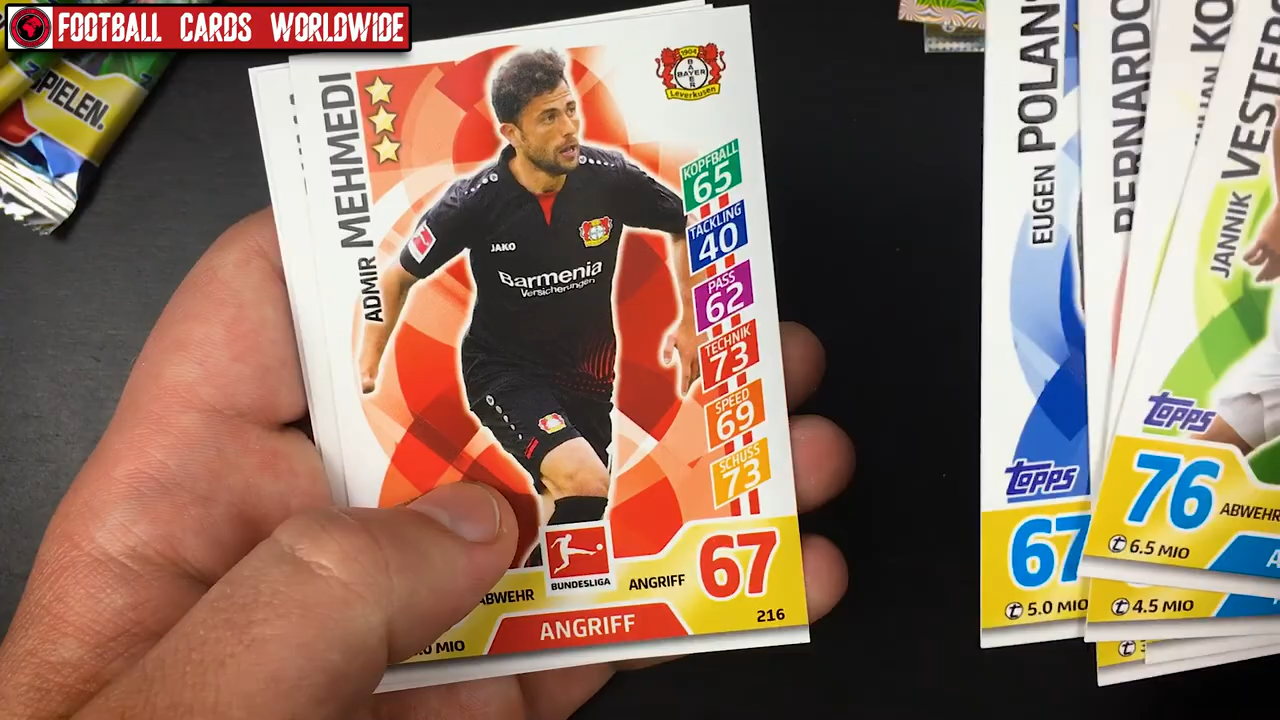 FOOTBALL CARDS WORLDWIDE
SPIELEN.
ADMIR MEHMEDI
1904
BAYER
Leverkusen
KOPFBALL
65
TACKLING
40
PASS
62
TECHNIK
73
SPEED
69
SCHUSS
73
JAKO
Barmenia
Versicherungen
BUNDESLIGA
ABWEHR
ANGRIFF
67
ANGRIFF
216
MIO
EUGEN POLAN
TOPPS
67
5.0 MIO
BERNARDO
4.5 MIO
KO
JANNIK VESTERG
TOPPS
76
ABWEHR
6.5 MIO